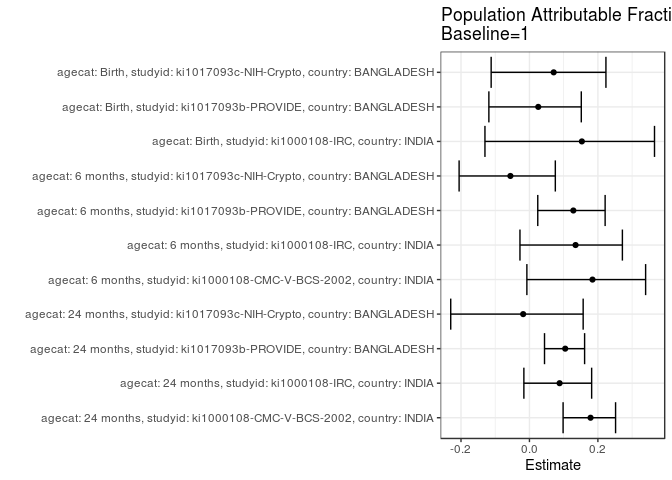 Population Attributable Fracti
Baseline=1
agecat: Birth, studyid: ki1017093c-NIH-Crypto, country: BANGLADESH
agecat: Birth, studyid: ki1017093b-PROVIDE, country: BANGLADESH
agecat: Birth, studyid: ki1000108-IRC, country: INDIA
agecat: 6 months, studyid: ki1017093c-NIH-Crypto, country: BANGLADESH
agecat: 6 months, studyid: ki1017093b-PROVIDE, country: BANGLADESH
agecat: 6 months, studyid: ki1000108-IRC, country: INDIA
agecat: 6 months, studyid: ki1000108-CMC-V-BCS-2002, country: INDIA
agecat: 24 months, studyid: ki1017093c-NIH-Crypto, country: BANGLADESH
agecat: 24 months, studyid: ki1017093b-PROVIDE, country: BANGLADESH
agecat: 24 months, studyid: ki1000108-IRC, country: INDIA
agecat: 24 months, studyid: ki1000108-CMC-V-BCS-2002, country: INDIA
-0.2 0.0 0.2
Estimate